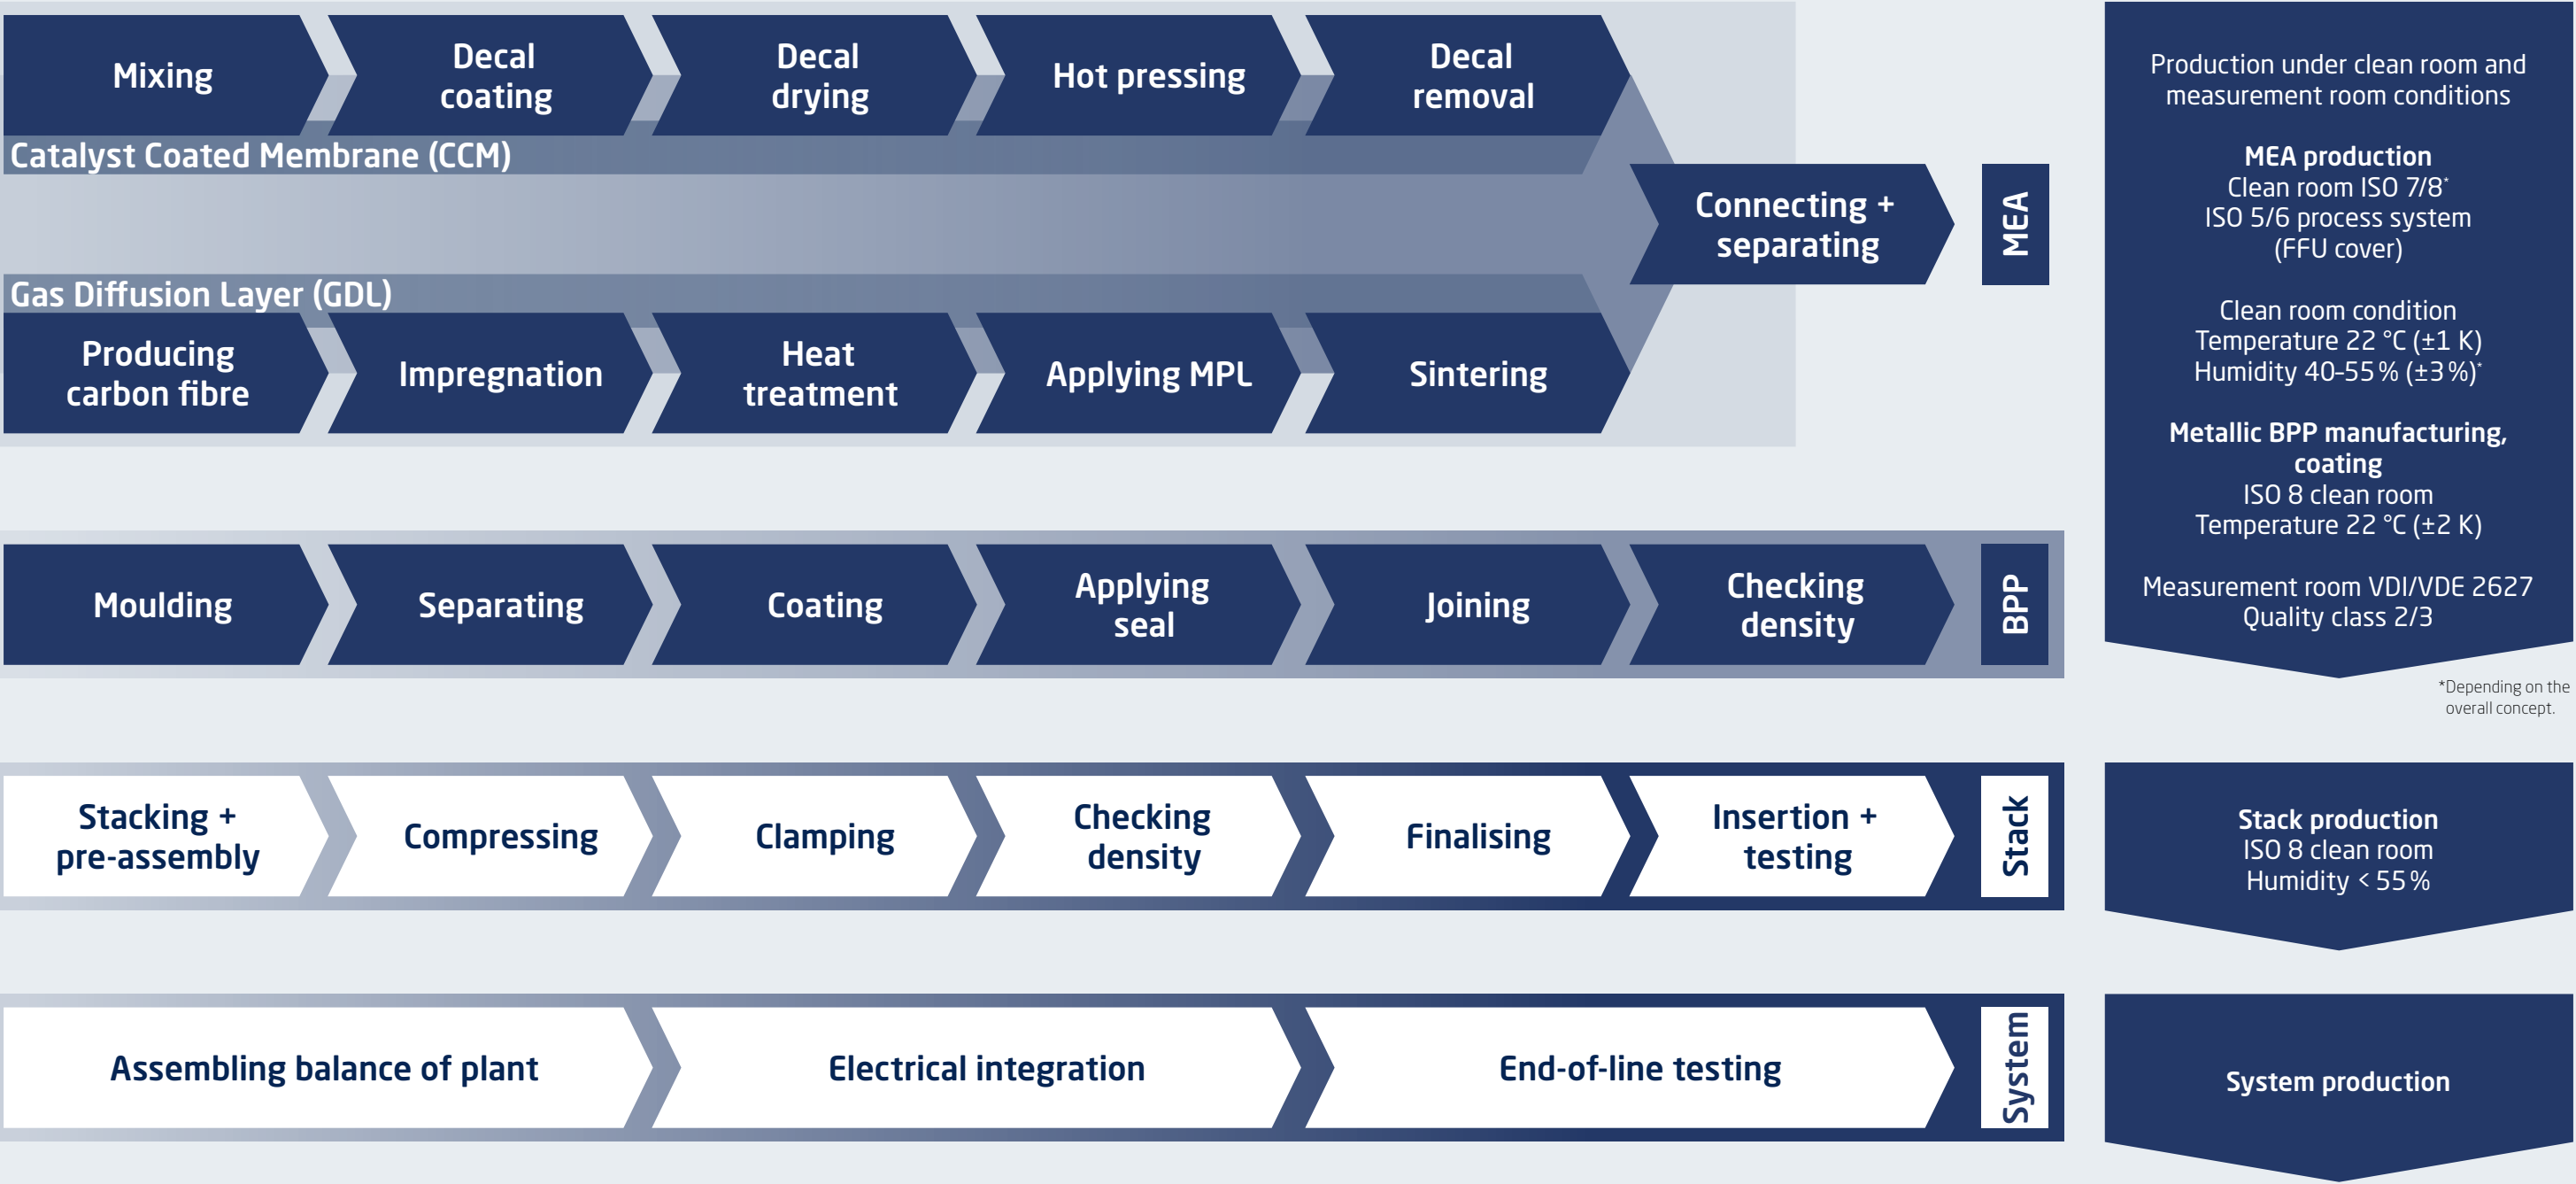 Mixing
Decal
coating
Decal
drying
Hot pressing
Decal
removal
Catalyst Coated Membrane (CCM)
Connecting +
separating
MEA
Gas Diffusion Layer (GDL)
Producing
carbon fibre
Impregnation
Heat
treatment
Applying MPL
Sintering
Moulding
Separating
Coating
Applying
seal
Joining
Checking
density
BPP
Stacking +
pre-assembly
Compressing
Clamping
Checking
density
Finalising
Insertion +
testing
Stack
Assembling balance of plant
Electrical integration
End-of-line testing
System
Production under clean room and
measurement room conditions
MEA production
Clean room ISO 7/8*
ISO 5/6 process system
(FFU cover)
Clean room condition
Temperature 22 °C (±1 K)
Humidity 40–55 % (±3 %)*
Metallic BPP manufacturing,
coating
ISO 8 clean room
Temperature 22 °C (±2 K)
Measurement room VDI/VDE 2627
Quality class 2/3
*Depending on the
overall concept.
Stack production
ISO 8 clean room
Humidity < 55 %
System production